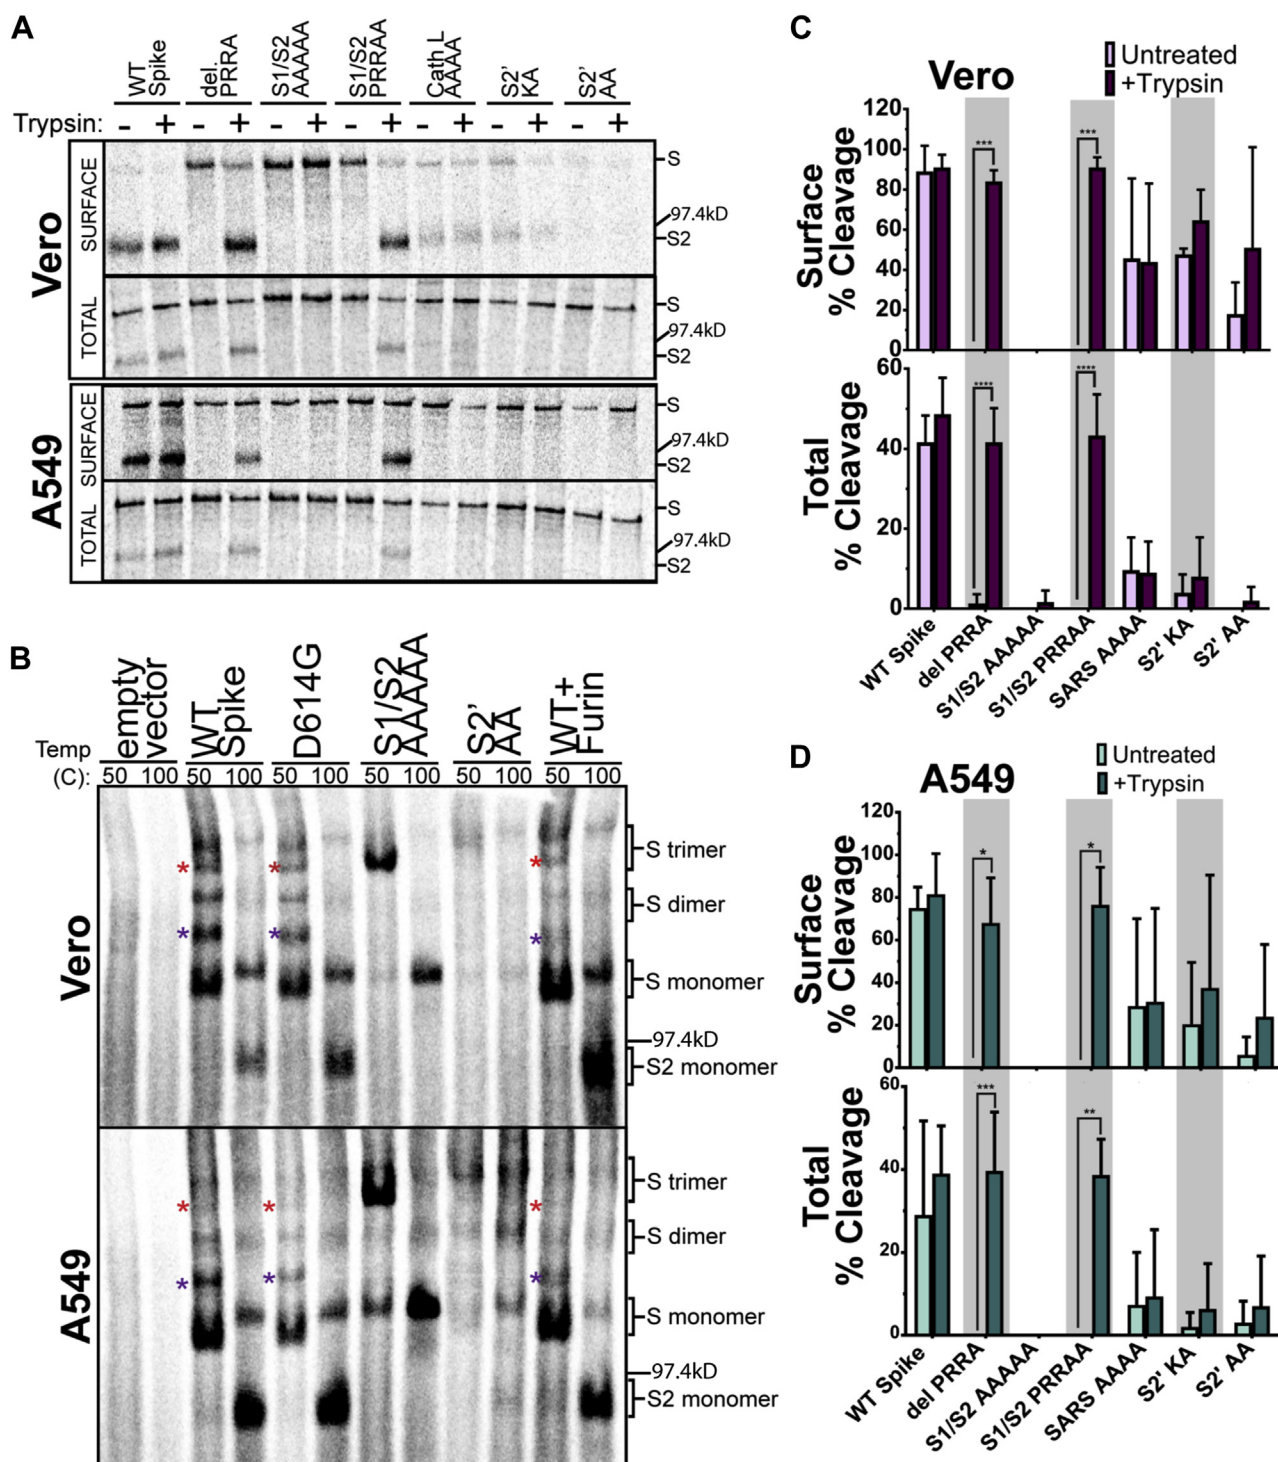 A
WT
Spike
del.
PRRA
S1/S2
AAAAA
S1/S2
PRRAA
Cath L
AAAA
S2'
KA
S2'
AA
Trypsin: - + - + - + - + - + - + - +
Vero
SURFACE
S
97.4kD
S2
TOTAL
S
97.4kD
S2
A549
SURFACE
S
97.4kD
S2
TOTAL
S
97.4kD
S2
B
empty
vector
WT
Spike
D614G
S1/S2
AAAAA
S2'
AA
WT+
Furin
Temp
(C): 50 100 50 100 50 100 50 100 50 100 50 100
Vero
* * *
* * *
S trimer
S dimer
S monomer
97.4kD
S2 monomer
A549
* * *
* * *
S trimer
S dimer
S monomer
97.4kD
S2 monomer
C
Vero
Untreated
+Trypsin
Surface
% Cleavage
120
100
80
60
40
20
0
***
***
Total
% Cleavage
60
40
20
0
****
****
WT Spike
del PRRA
S1/S2 AAAAA
S1/S2 PRRAA
SARS AAAA
S2' KA
S2' AA
D
A549
Untreated
+Trypsin
Surface
% Cleavage
120
100
80
60
40
20
0
*
*
Total
% Cleavage
60
40
20
0
***
**
WT Spike
del PRRA
S1/S2 AAAAA
S1/S2 PRRAA
SARS AAAA
S2' KA
S2' AA